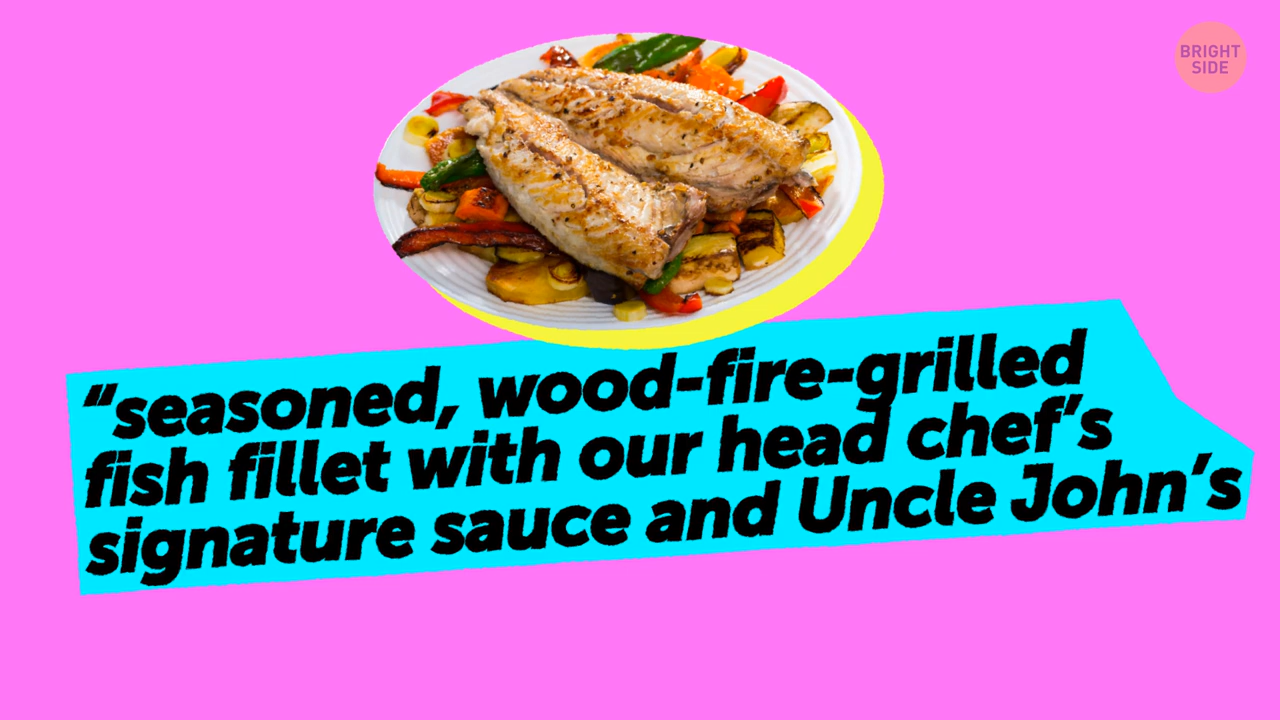 BRIGHT
SIDE
“seasoned, wood-fire-grilled
fish fillet with our head chef’s
signature sauce and Uncle John’s